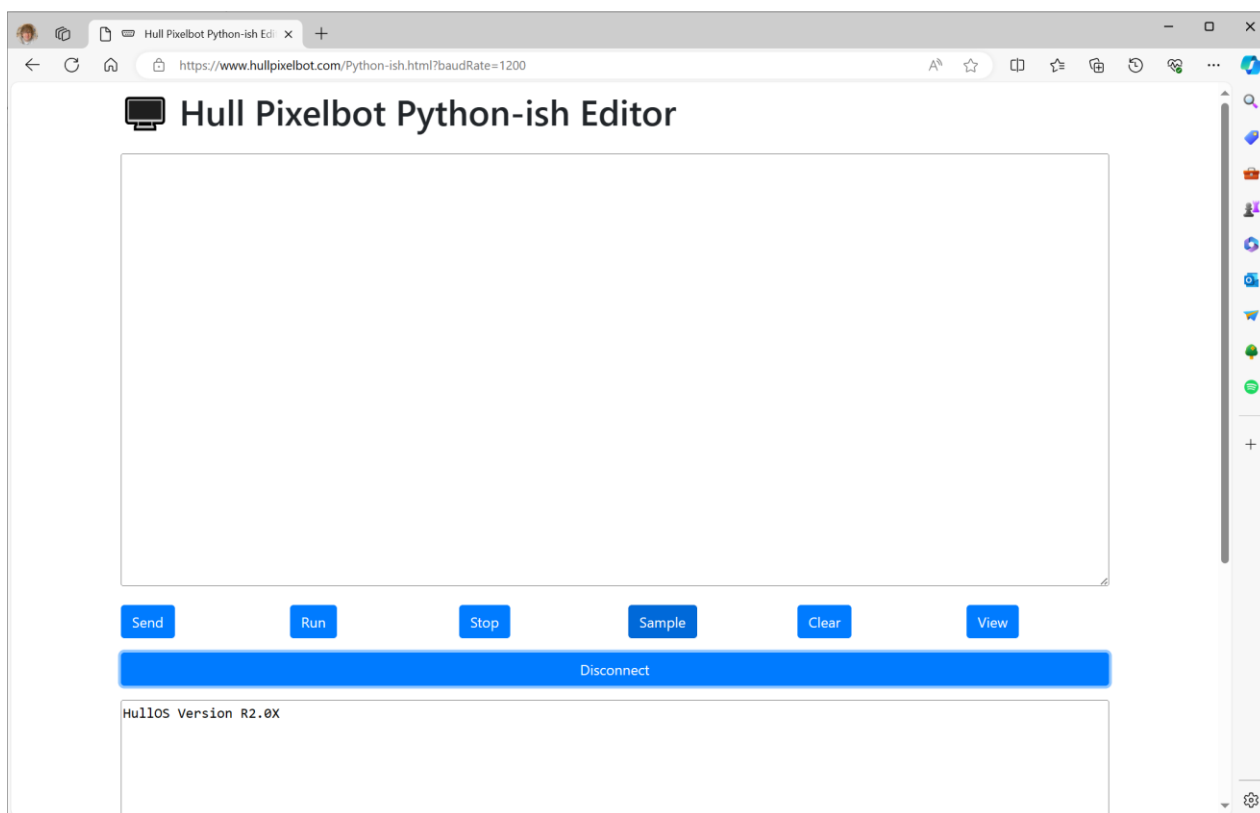 Hull Pixelbot Python-ish Edi
https://www.hullpixelbot.com/Python-ish.html?baudRate=1200
Hull Pixelbot Python-ish Editor
Send Run Stop Sample Clear View
Disconnect
HullOS Version R2.0X